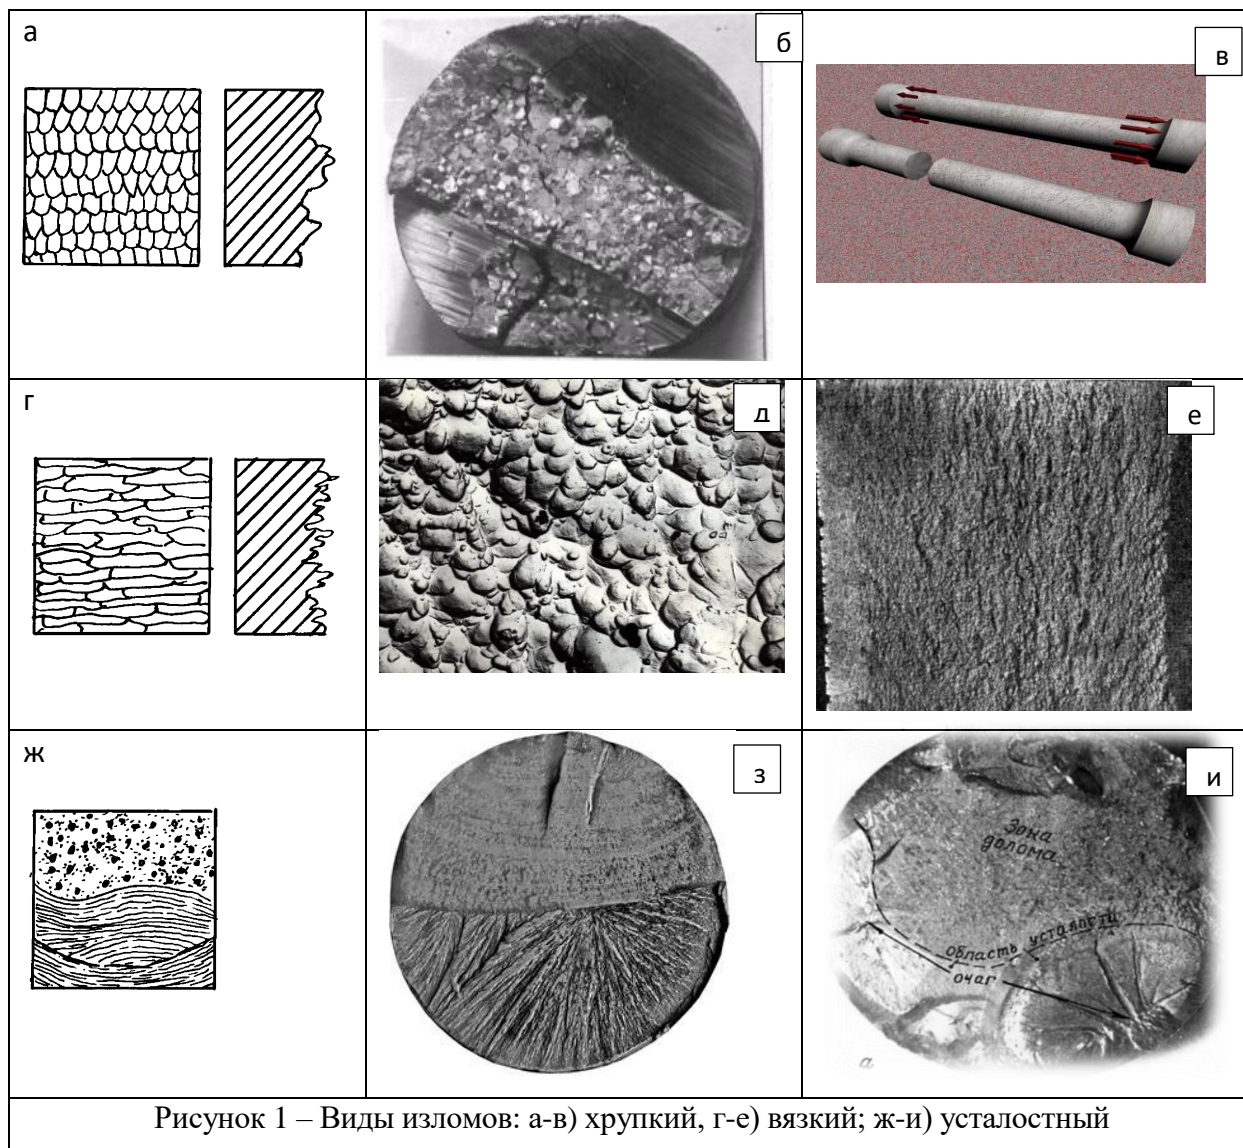 а
б
в
г
д
е
ж
з
и
Зона
долома
область усталости
очаг
а
Рисунок 1 – Виды изломов: а-в) хрупкий, г-е) вязкий; ж-и) усталостный